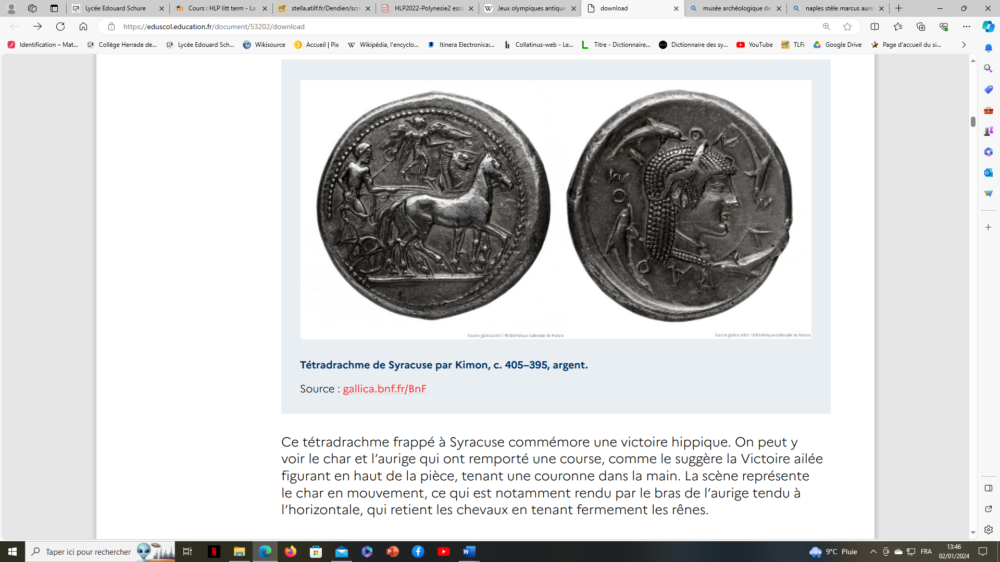 Lycée Edouard Schure
Cours : HLP litt term - La
stella.atilf.fr/Dendien/scri
HLP2022-Polynesie2 essa
Jeux olympiques antique
download
musée archéologique de
naples stèle marcus aurel
https://eduscol.education.fr/document/53202/download
Identification – Mat...
Collège Herrade de...
Lycée Edouard Sch...
Wikisource
Accueil | Pix
Wikipédia, l'encyclo...
Itinera Electronica:...
Collatinus-web - Le...
Titre - Dictionnaire...
Dictionnaire des sy...
YouTube
TLFi
Google Drive
Page d'accueil du si...
Source gallica.bnf.fr / Bibliothèque nationale de France
Source gallica.bnf.fr / Bibliothèque nationale de France
Tétradrachme de Syracuse par Kimon, c. 405–395, argent.
Source : gallica.bnf.fr/BnF
Ce tétradrachme frappé à Syracuse commémore une victoire hippique. On peut y
voir le char et l’aurige qui ont remporté une course, comme le suggère la Victoire ailée
figurant en haut de la pièce, tenant une couronne dans la main. La scène représente
le char en mouvement, ce qui est notamment rendu par le bras de l’aurige tendu à
l’horizontale, qui retient les chevaux en tenant fermement les rênes.
Taper ici pour rechercher
9°C Pluie
FRA
13:46
02/01/2024